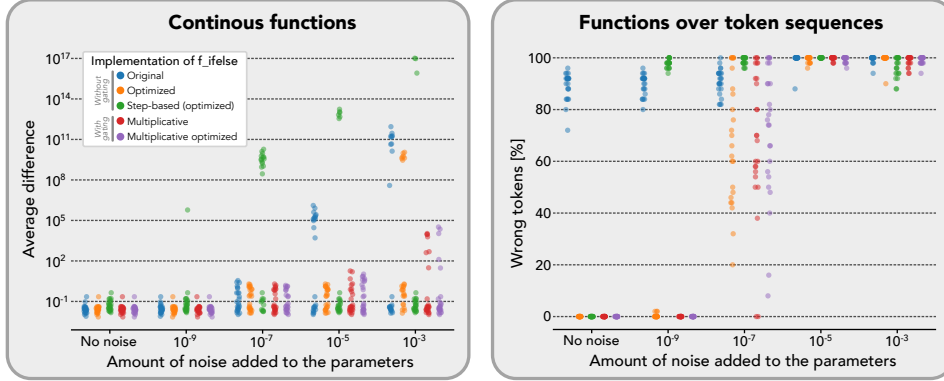 Continous functions
Average difference
10^17
10^14
10^11
10^8
10^5
10^2
10^-1
Implementation of f_ifelse
Without gating
Original
Optimized
Step-based (optimized)
With gating
Multiplicative
Multiplicative optimized
No noise
10^-9
10^-7
10^-5
10^-3
Amount of noise added to the parameters
Functions over token sequences
Wrong tokens [%]
100
80
60
40
20
0
No noise
10^-9
10^-7
10^-5
10^-3
Amount of noise added to the parameters